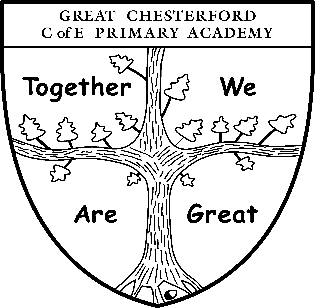 GREAT CHESTERFORD
C of E PRIMARY ACADEMY
Together We
Are Great